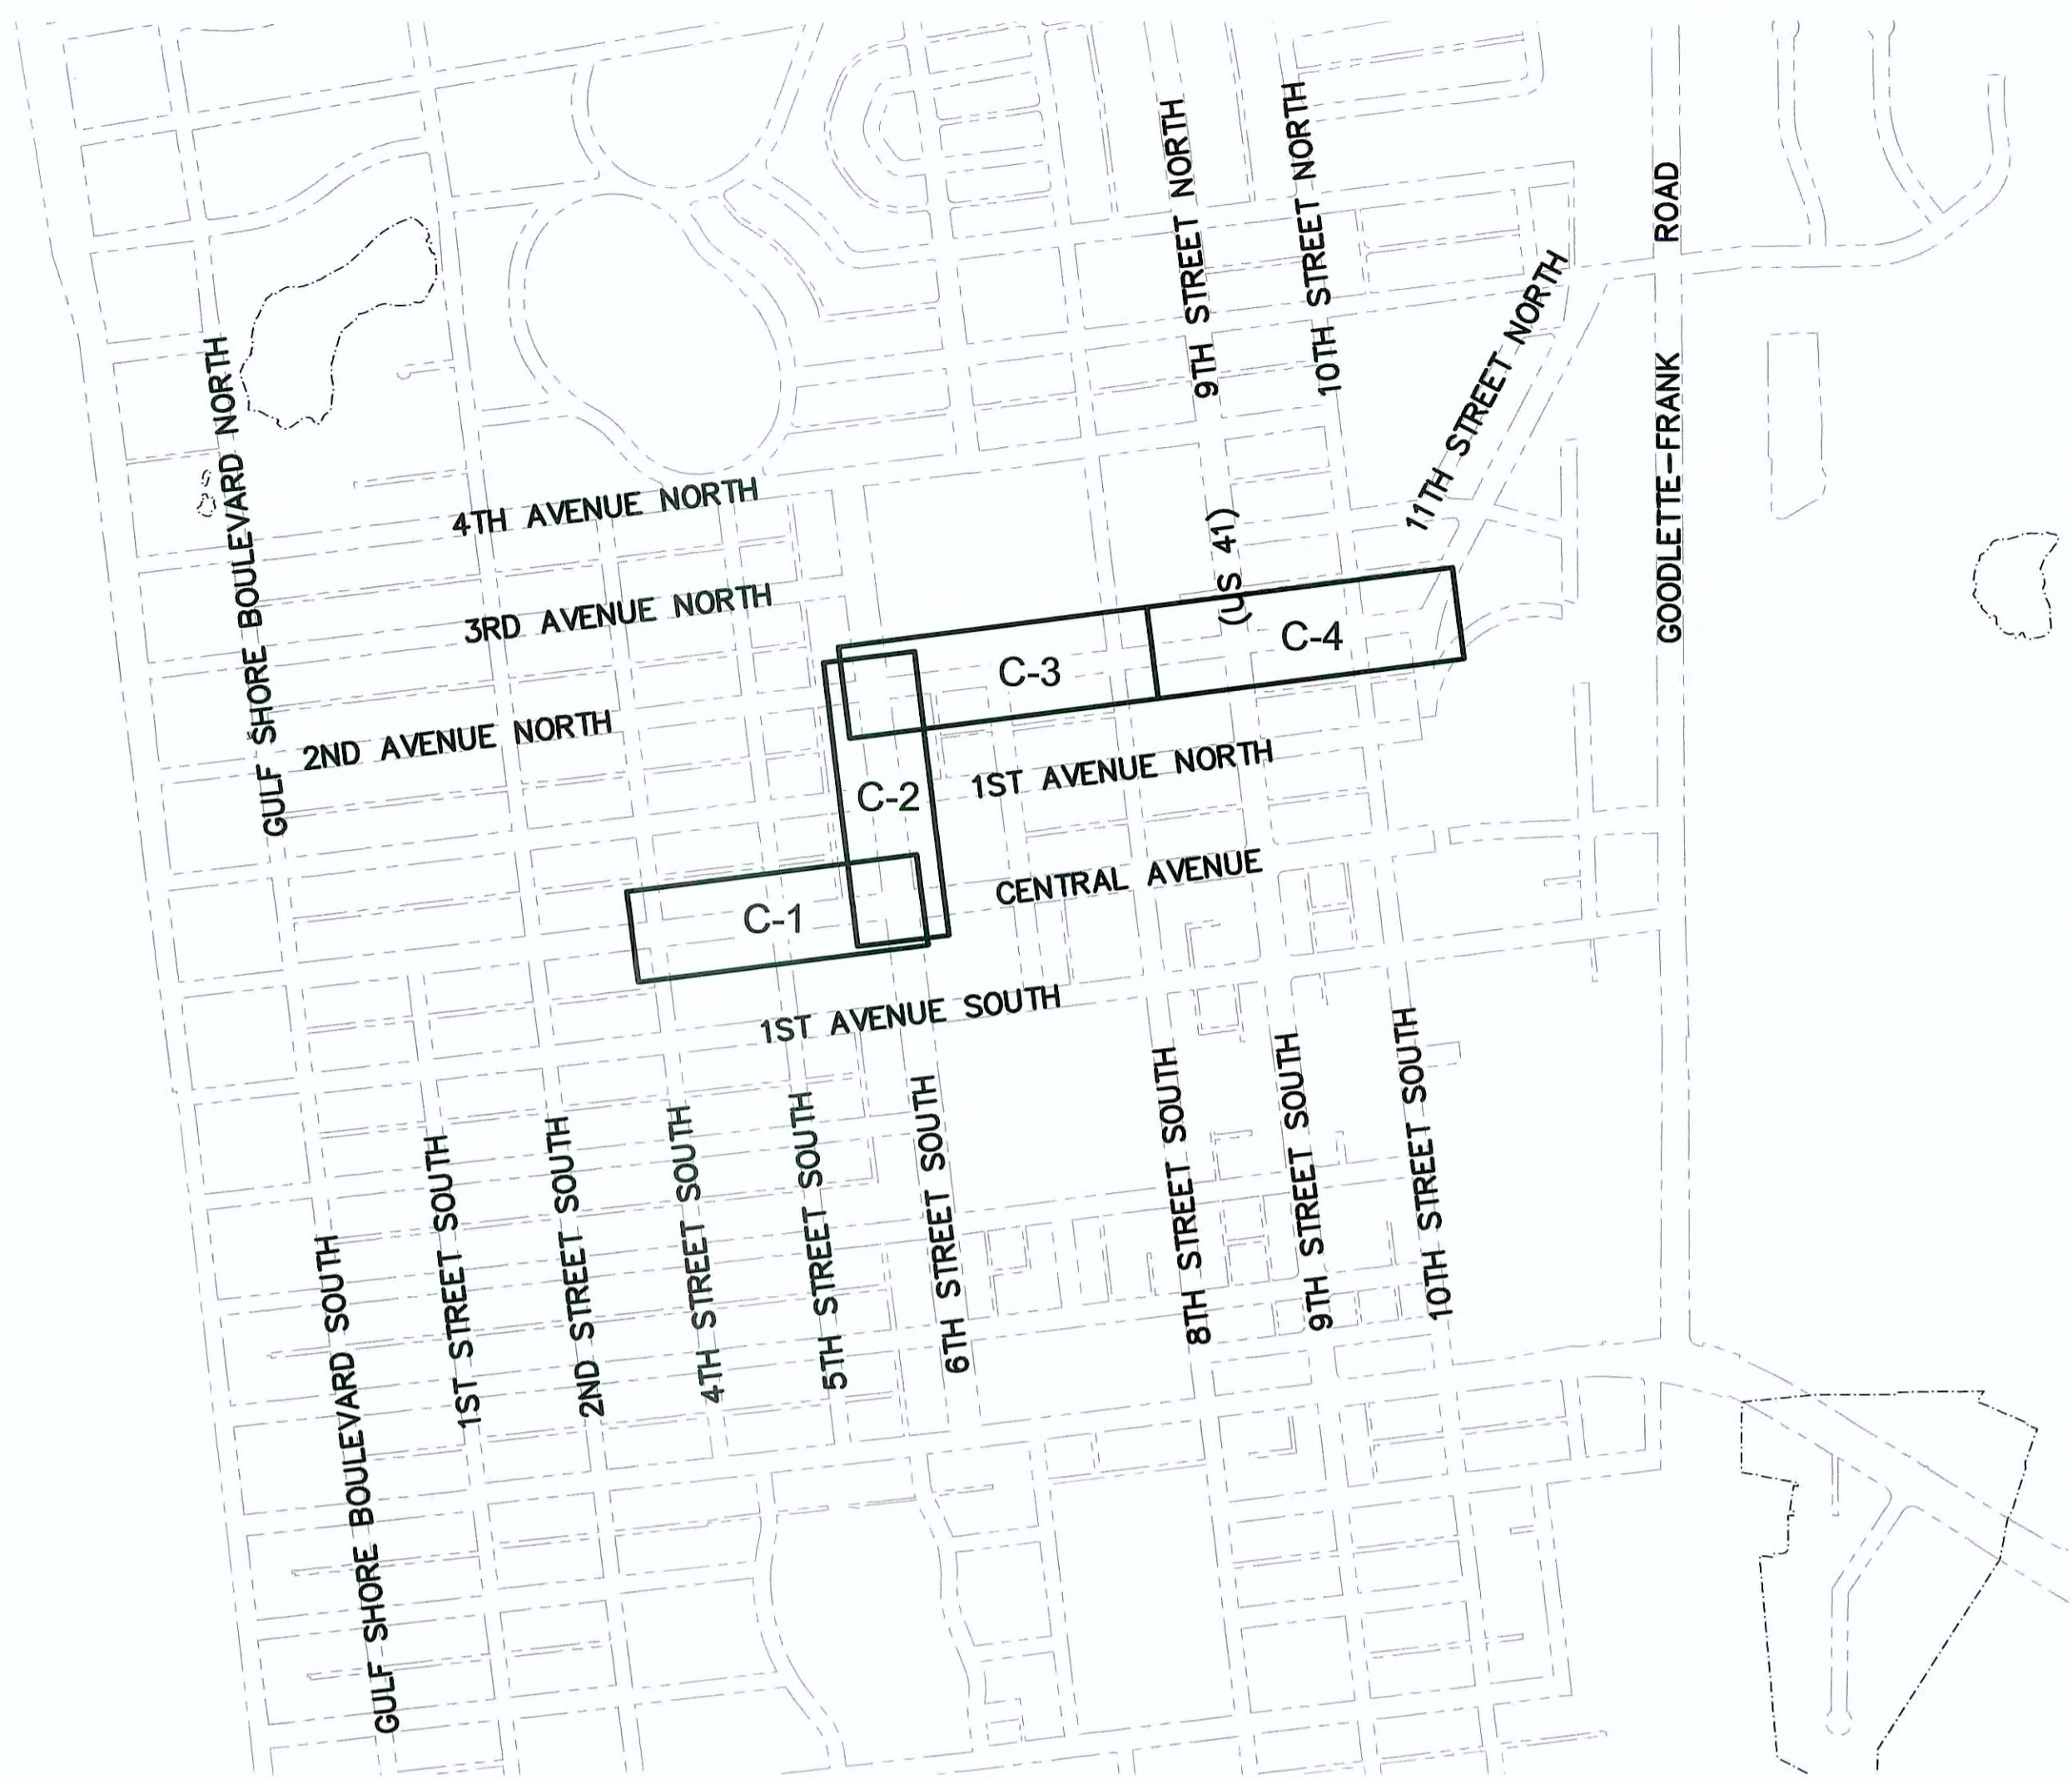 9TH STREET NORTH
10TH STREET NORTH
ROAD
11TH STREET NORTH
GULF SHORE BOULEVARD NORTH
GOODLETTE-FRANK
4TH AVENUE NORTH
(US 41)
3RD AVENUE NORTH
C-4
C-3
2ND AVENUE NORTH
1ST AVENUE NORTH
C-2
CENTRAL AVENUE
C-1
1ST AVENUE SOUTH
GULF SHORE BOULEVARD SOUTH
1ST STREET SOUTH
2ND STREET SOUTH
4TH STREET SOUTH
5TH STREET SOUTH
6TH STREET SOUTH
8TH STREET SOUTH
9TH STREET SOUTH
10TH STREET SOUTH